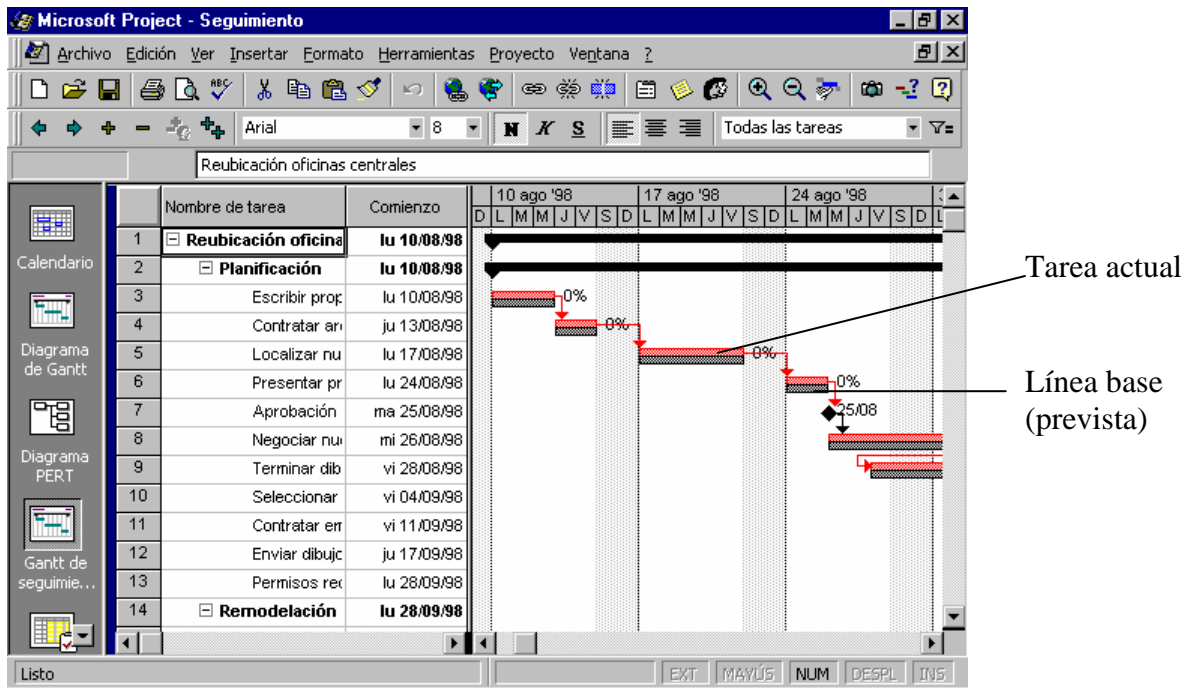 Microsoft Project - Seguimiento
Archivo Edición Ver Insertar Formato Herramientas Proyecto Ventana ?
Arial 8 N K S Todas las tareas
Reubicación oficinas centrales
Nombre de tarea Comienzo 10 ago '98 17 ago '98 24 ago '98
D L M M J V S D L M M J V S D L M M J V S D L
1 Reubicación oficina lu 10/08/98
2 Planificación lu 10/08/98
3 Escribir prop lu 10/08/98 0%
4 Contratar ar lu 13/08/98 0%
5 Localizar nu lu 17/08/98 0%
6 Presentar pr lu 24/08/98 0%
7 Aprobación ma 25/08/98 25/08
8 Negociar nu mi 26/08/98
9 Terminar dib vi 28/08/98
10 Seleccionar vi 04/09/98
11 Contratar em vi 11/09/98
12 Enviar dibujo ju 17/09/98
13 Permisos rec lu 28/09/98
14 Remodelación lu 28/09/98
Calendario
Diagrama
de Gantt
Diagrama
PERT
Gantt de
seguimie...
Tarea actual
Línea base
(prevista)
Listo EXT MAYÚS NUM DESPL INS